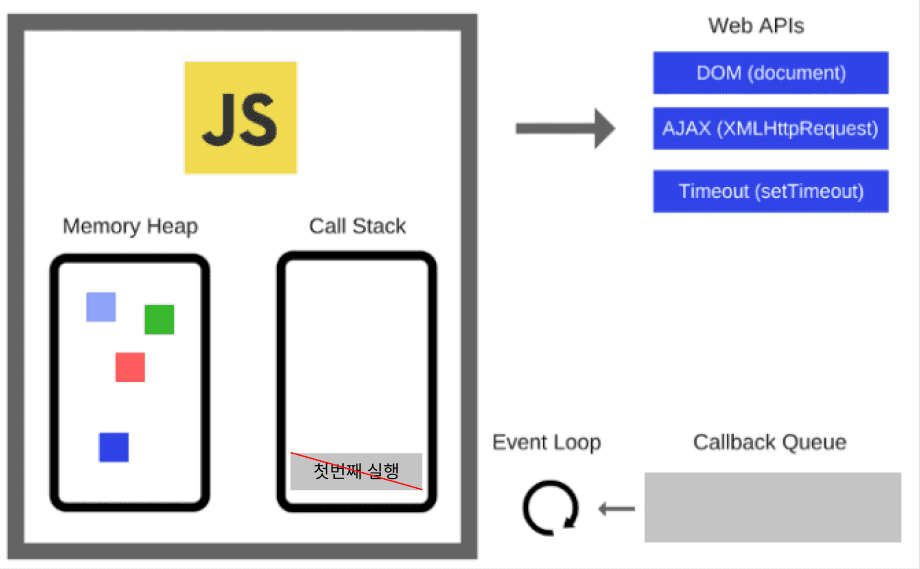 Web APIs
DOM (document)
AJAX (XMLHttpRequest)
Timeout (setTimeout)
JS
Memory Heap
Call Stack
첫번째 실행
Event Loop
Callback Queue